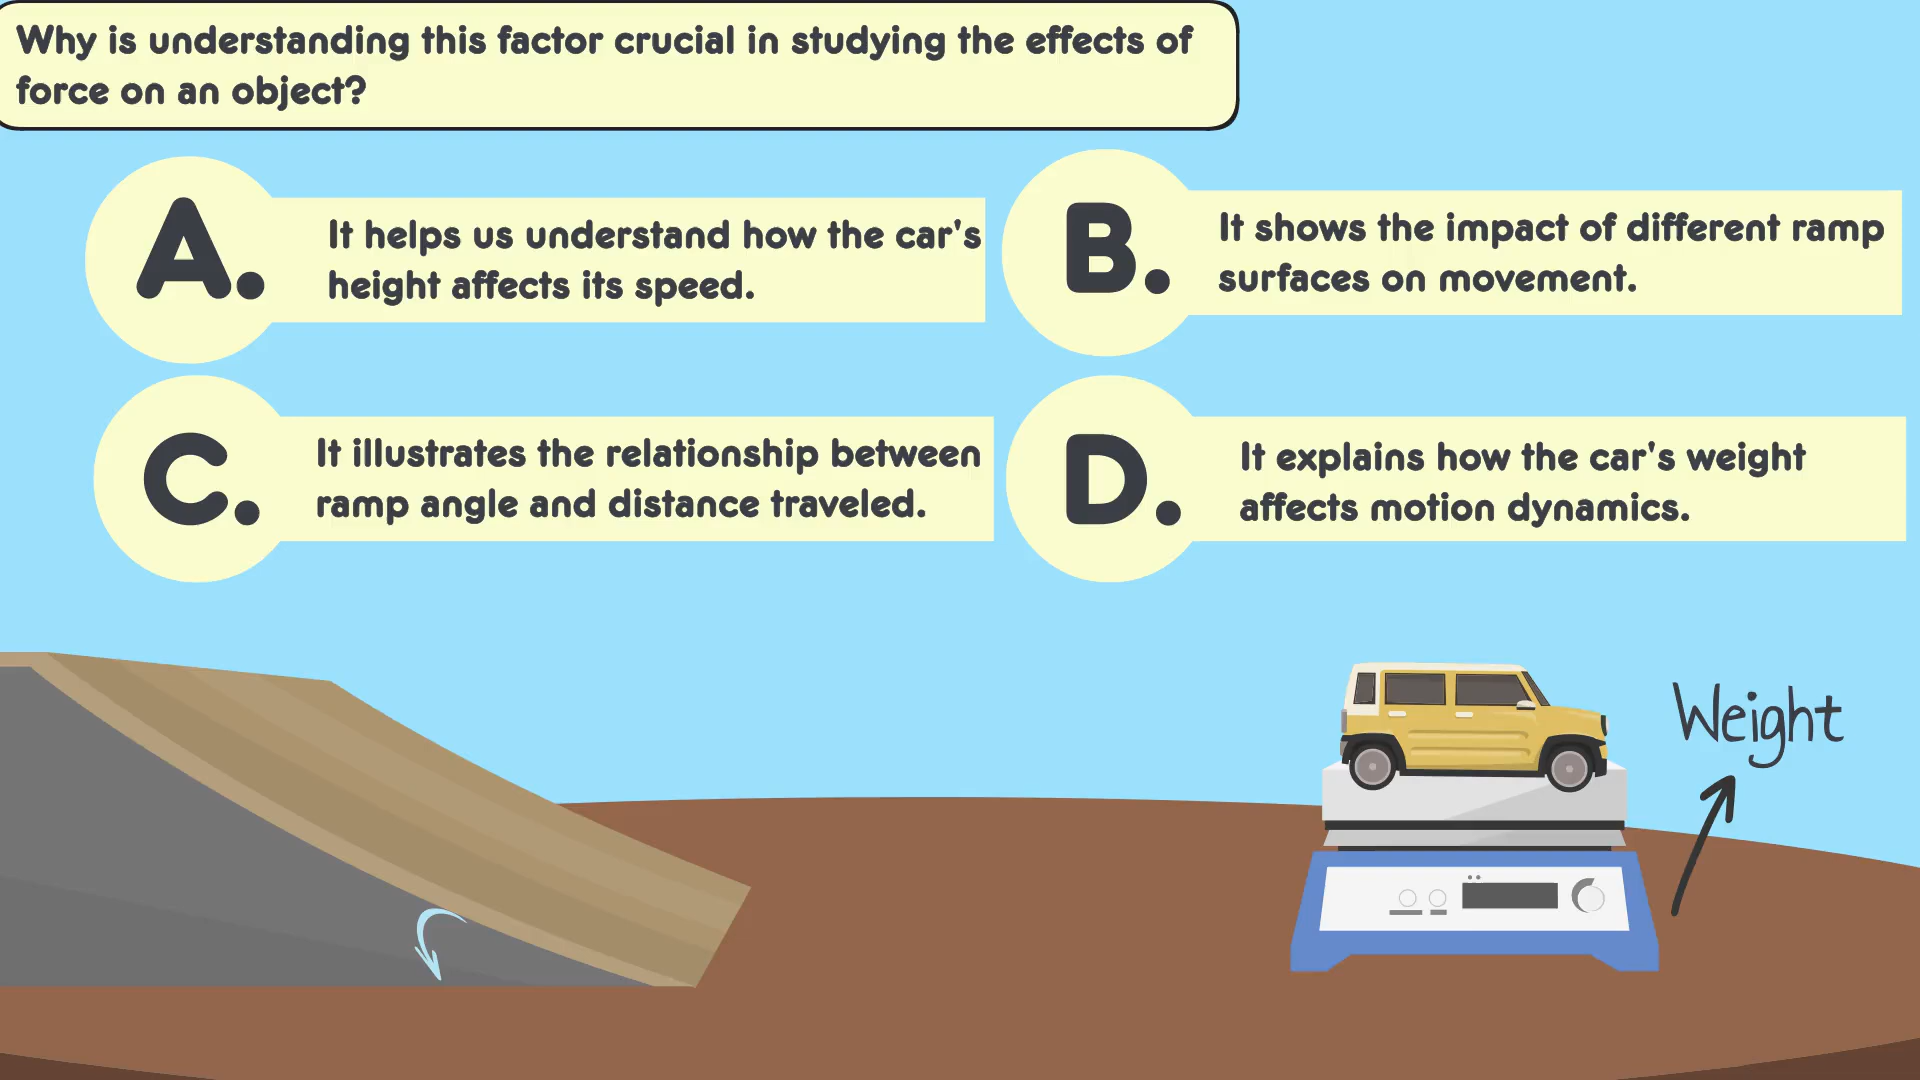 Why is understanding this factor crucial in studying the effects of
force on an object?
A.
It helps us understand how the car's
height affects its speed.
B.
It shows the impact of different ramp
surfaces on movement.
C.
It illustrates the relationship between
ramp angle and distance traveled.
D.
It explains how the car's weight
affects motion dynamics.
Weight